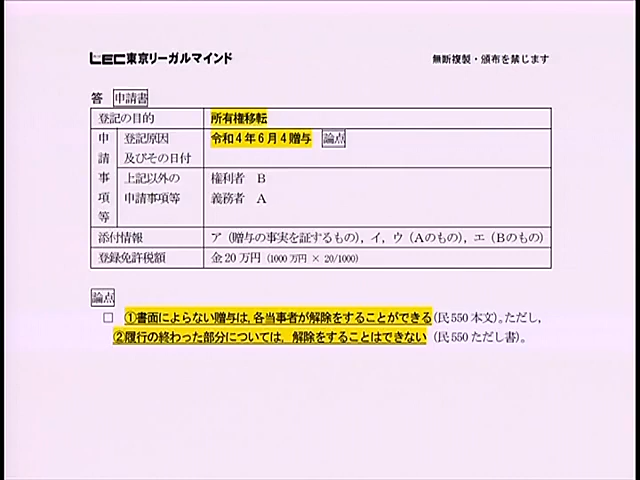 LEC東京リーガルマインド
無断複製・頒布を禁じます
答 申請書
登記の目的 所有権移転
申請事項等
登記原因及びその日付 令和4年6月4贈与 論点
上記以外の申請事項等 権利者 B
義務者 A
添付情報 ア（贈与の事実を証するもの），イ，ウ（Aのもの），エ（Bのもの）
登録免許税額 金20万円（1000万円 × 20/1000）
論点
□ ①書面によらない贈与は，各当事者が解除をすることができる（民550本文）。ただし，
②履行の終わった部分については，解除をすることはできない（民550ただし書）。